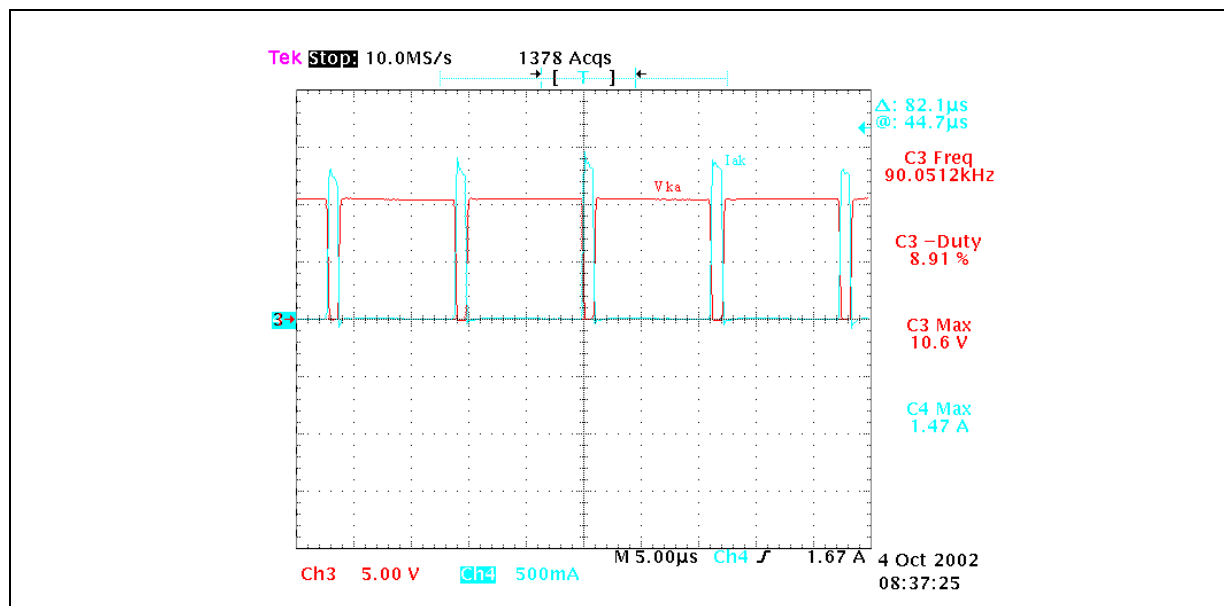 Tek Stop: 10.0MS/s 1378 Acqs
[ T ]
Δ: 82.1µs
@: 44.7µs
C3 Freq
90.0512kHz
Iak
Vka
C3 −Duty
8.91 %
3
C3 Max
10.6 V
C4 Max
1.47 A
M 5.00µs Ch4 ʃ 1.67 A
4 Oct 2002
Ch3 5.00 V Ch4 500mA
08:37:25